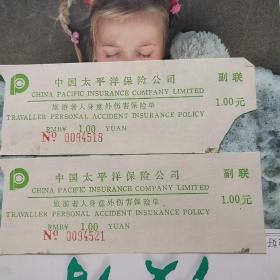 中国太平洋保险公司 副联
CHINA PACIFIC INSURANCE COMPANY LIMITED
旅游者人身意外伤害保险单 1.00元
TRAVALLER PERSONAL ACCIDENT INSURANCE POLICY
RMB¥ 1.00 YUAN
No 0094518
中国太平洋保险公司 副联
CHINA PACIFIC INSURANCE COMPANY LIMITED
旅游者人身意外伤害保险单 1.00元
TRAVALLER PERSONAL ACCIDENT INSURANCE POLICY
RMB¥ 1.00 YUAN
No 0094521